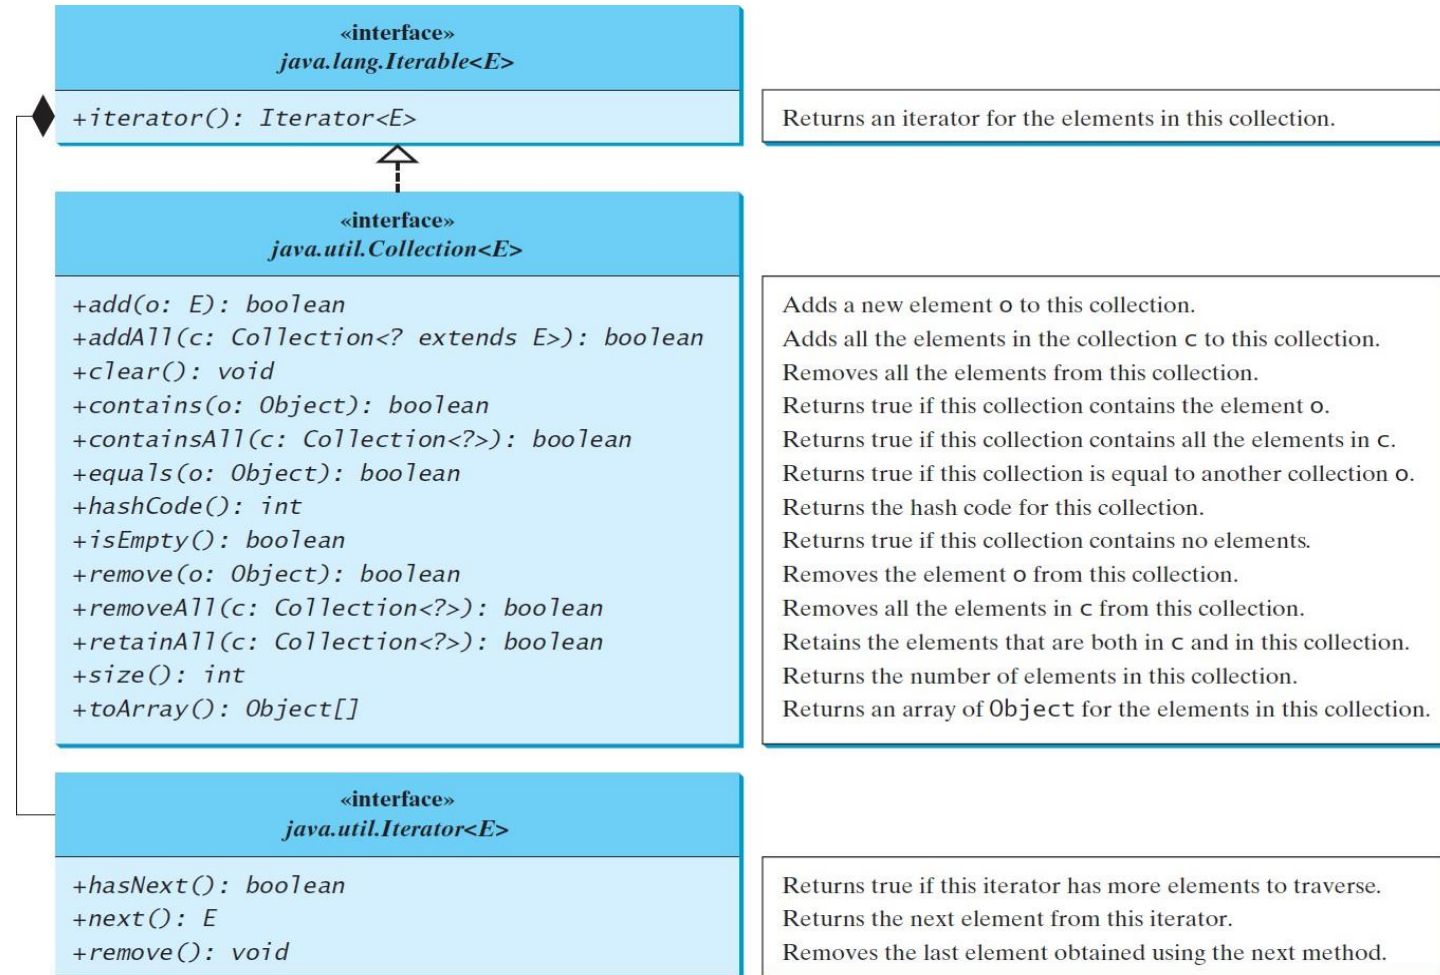 «interface»
java.lang.Iterable<E>
+iterator(): Iterator<E>
Returns an iterator for the elements in this collection.
«interface»
java.util.Collection<E>
+add(o: E): boolean
Adds a new element o to this collection.
+addAll(c: Collection<? extends E>): boolean
Adds all the elements in the collection c to this collection.
+clear(): void
Removes all the elements from this collection.
+contains(o: Object): boolean
Returns true if this collection contains the element o.
+containsAll(c: Collection<?>): boolean
Returns true if this collection contains all the elements in c.
+equals(o: Object): boolean
Returns true if this collection is equal to another collection o.
+hashCode(): int
Returns the hash code for this collection.
+isEmpty(): boolean
Returns true if this collection contains no elements.
+remove(o: Object): boolean
Removes the element o from this collection.
+removeAll(c: Collection<?>): boolean
Removes all the elements in c from this collection.
+retainAll(c: Collection<?>): boolean
Retains the elements that are both in c and in this collection.
+size(): int
Returns the number of elements in this collection.
+toArray(): Object[]
Returns an array of Object for the elements in this collection.
«interface»
java.util.Iterator<E>
+hasNext(): boolean
Returns true if this iterator has more elements to traverse.
+next(): E
Returns the next element from this iterator.
+remove(): void
Removes the last element obtained using the next method.